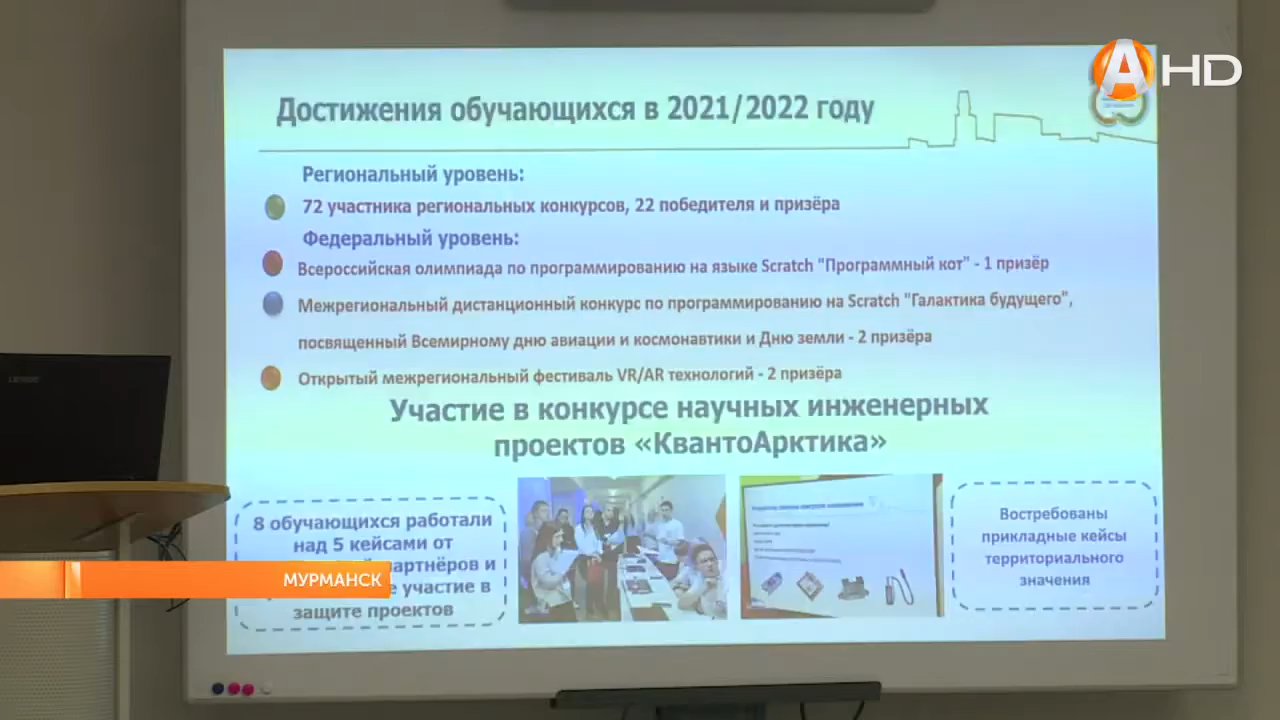 А HD
Достижения обучающихся в 2021/2022 году
Региональный уровень:
72 участника региональных конкурсов, 22 победителя и призёра
Федеральный уровень:
Всероссийская олимпиада по программированию на языке Scratch "Программный кот" - 1 призёр
Межрегиональный дистанционный конкурс по программированию на Scratch "Галактика будущего",
посвященный Всемирному дню авиации и космонавтики и Дню земли - 2 призёра
Открытый межрегиональный фестиваль VR/AR технологий - 2 призёра
Участие в конкурсе научных инженерных
проектов «КвантоАрктика»
8 обучающихся работали
над 5 кейсами от
и
участие в
защите проектов
МУРМАНСК
Востребованы
прикладные кейсы
территориального
значения